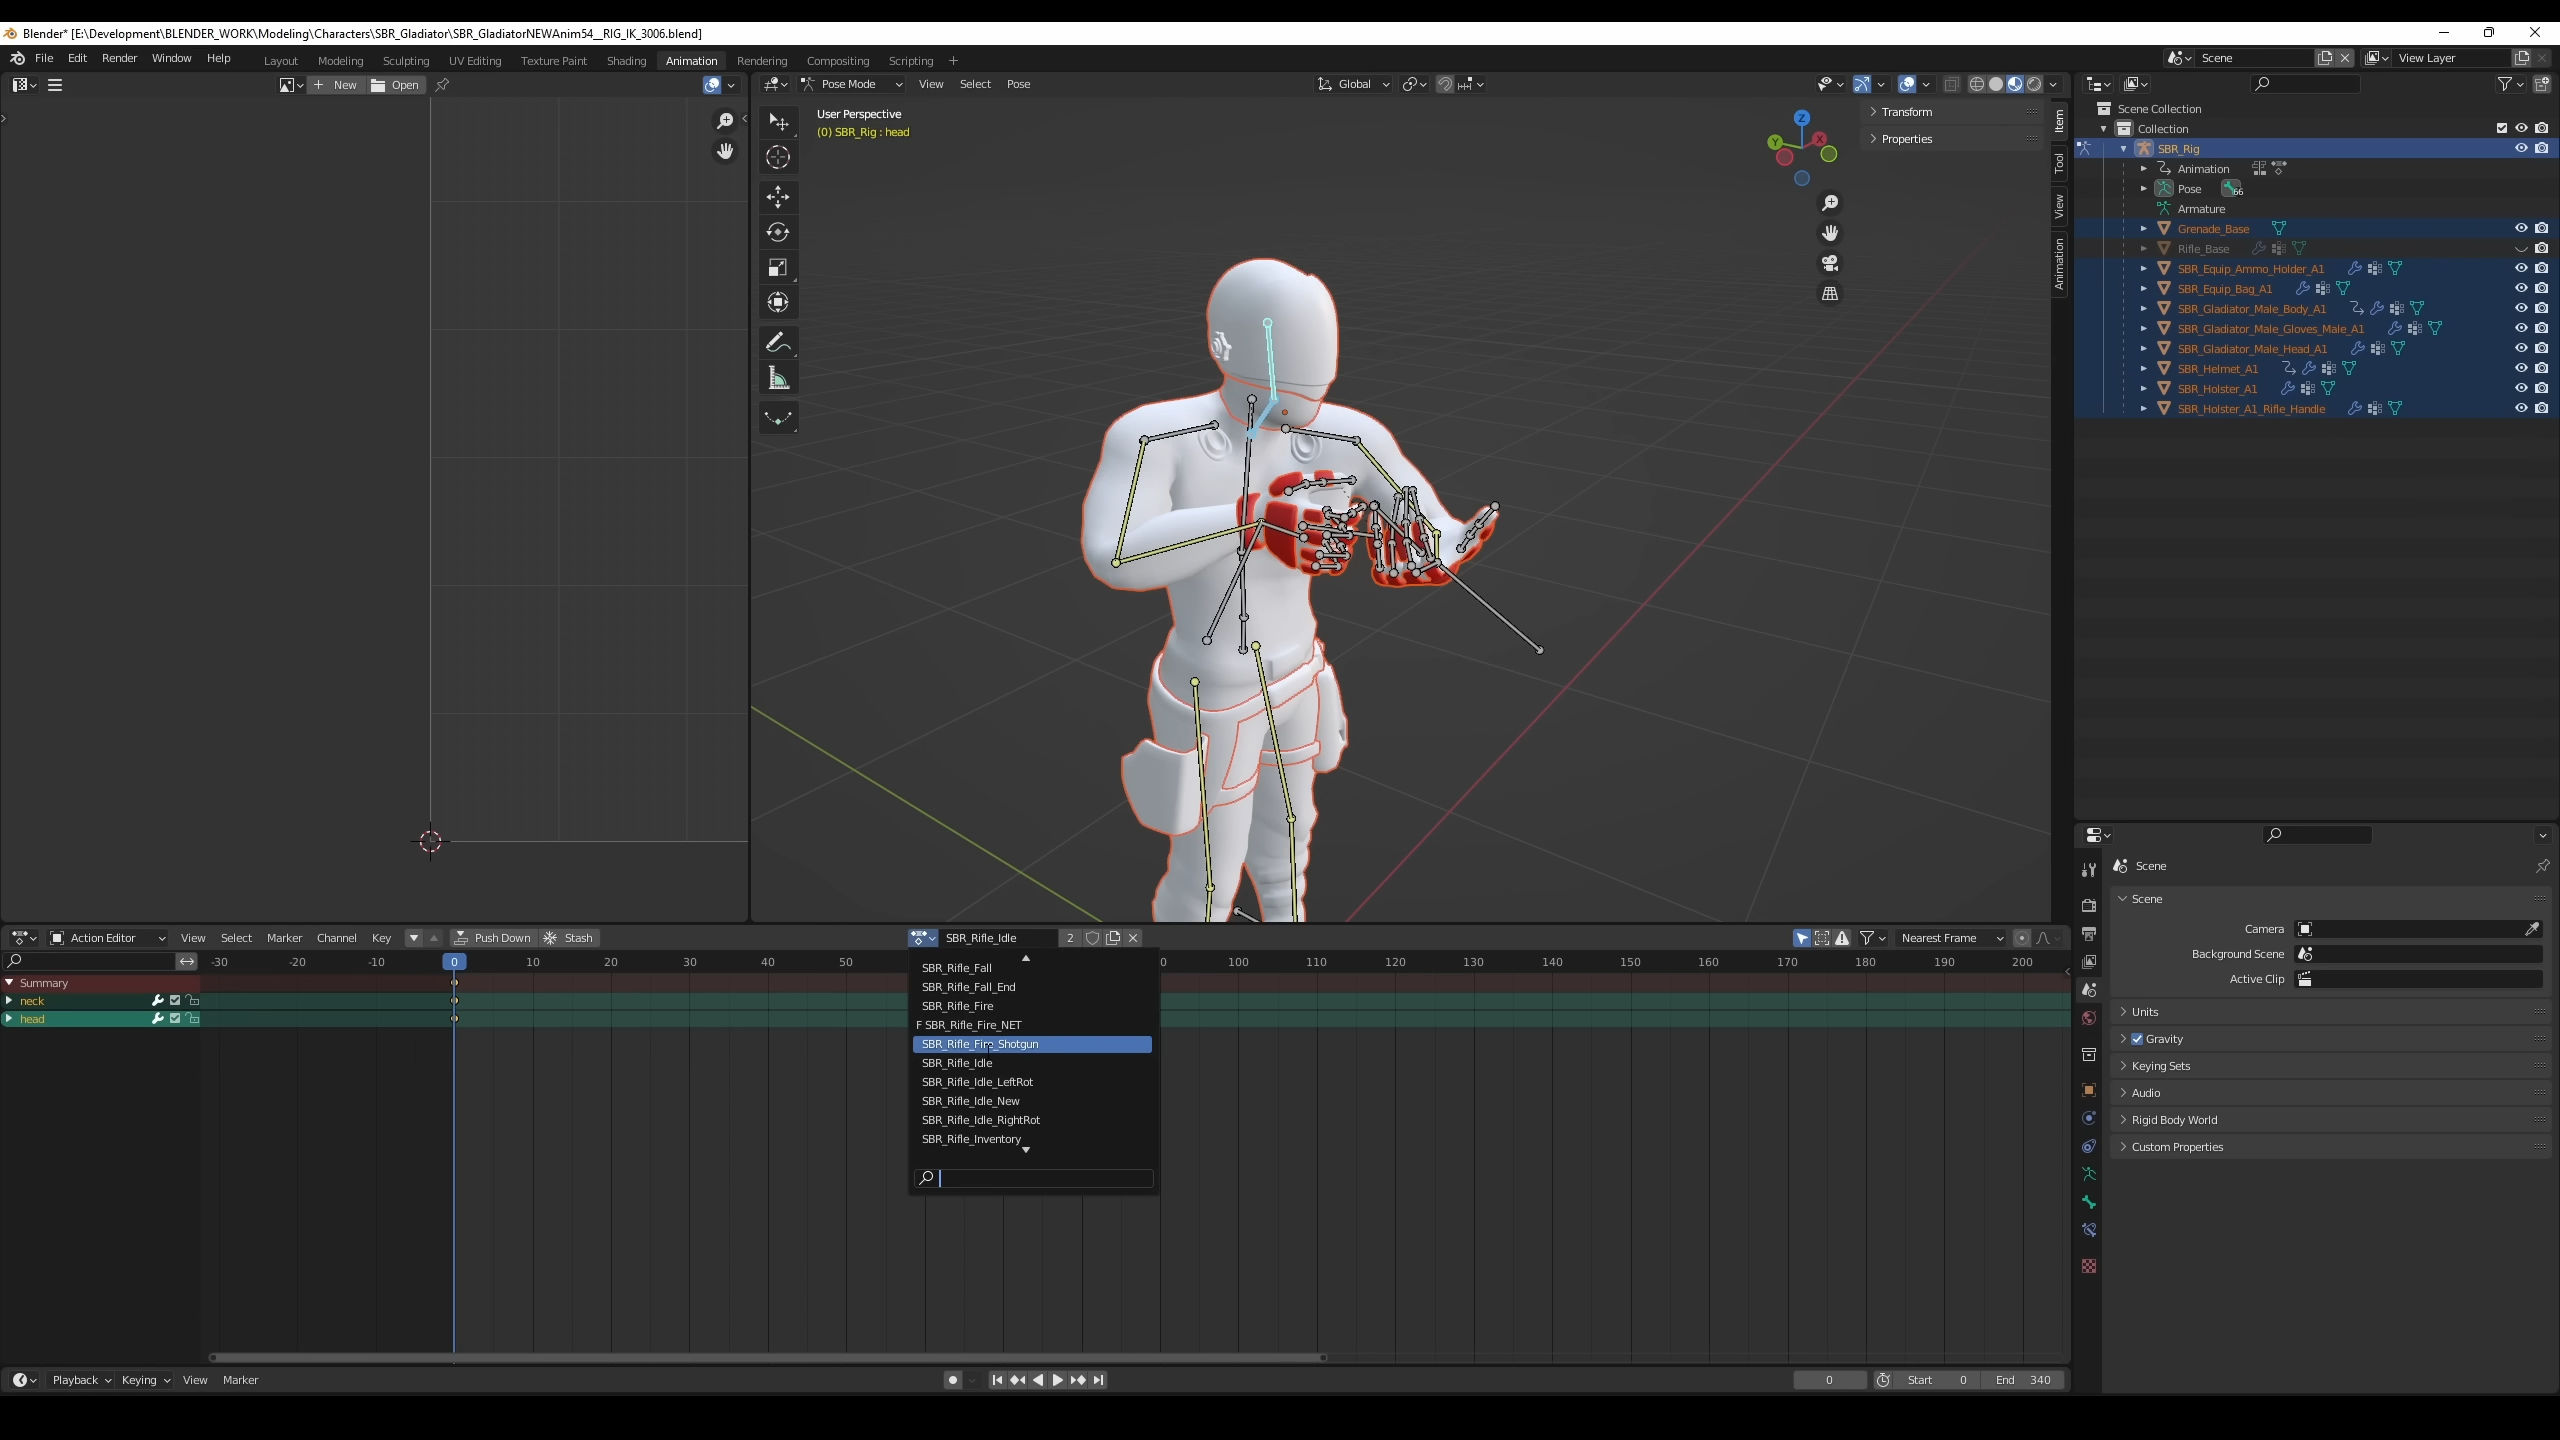 Blender* [E:\Development\BLENDER_WORK\Modeling\Characters\SBR_Gladiator\SBR_GladiatorNEWAnim54__RIG_IK_3006.blend]
File Edit Render Window Help Layout Modeling Sculpting UV Editing Texture Paint Shading Animation Rendering Compositing Scripting + Scene View Layer
New Open Pose Mode View Select Pose Global
User Perspective
(0) SBR_Rig : head
Transform
Properties
Item
Tool
View
Animation
Z
Y
X
Scene Collection
Collection
SBR_Rig
Animation
Pose 66
Armature
Grenade_Base
Rifle_Base
SBR_Equip_Ammo_Holder_A1
SBR_Equip_Bag_A1
SBR_Gladiator_Male_Body_A1
SBR_Gladiator_Male_Gloves_Male_A1
SBR_Gladiator_Male_Head_A1
SBR_Helmet_A1
SBR_Holster_A1
SBR_Holster_A1_Rifle_Handle
Scene
Scene
Camera
Background Scene
Active Clip
Units
Gravity
Keying Sets
Audio
Rigid Body World
Custom Properties
Action Editor View Select Marker Channel Key Push Down Stash SBR_Rifle_Idle 2 Nearest Frame
-30 -20 -10 0 10 20 30 40 50 0 100 110 120 130 140 150 160 170 180 190 200
Summary
neck
head
SBR_Rifle_Fall
SBR_Rifle_Fall_End
SBR_Rifle_Fire
F SBR_Rifle_Fire_NET
SBR_Rifle_Fire_Shotgun
SBR_Rifle_Idle
SBR_Rifle_Idle_LeftRot
SBR_Rifle_Idle_New
SBR_Rifle_Idle_RightRot
SBR_Rifle_Inventory
Playback Keying View Marker 0 Start 0 End 340